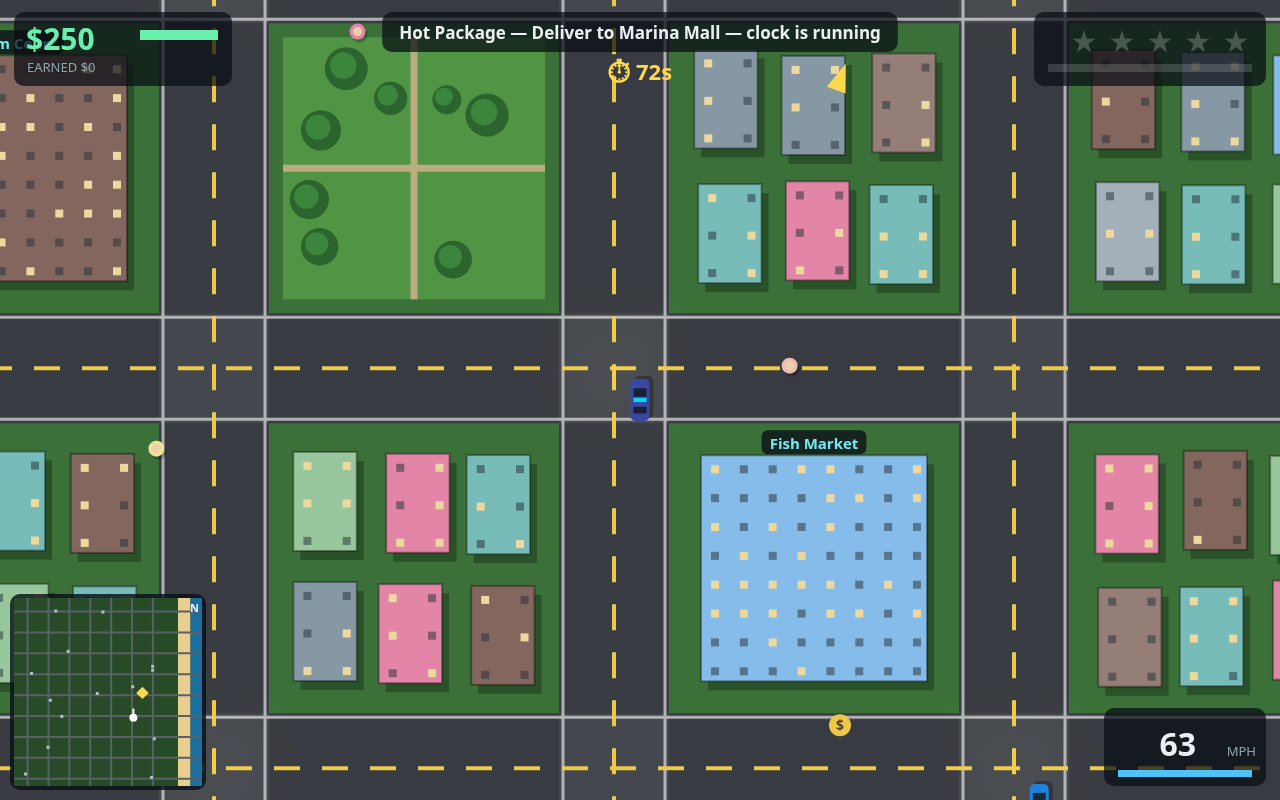 $250
EARNED $0
Hot Package — Deliver to Marina Mall — clock is running
72s
Fish Market
$
N
63 MPH